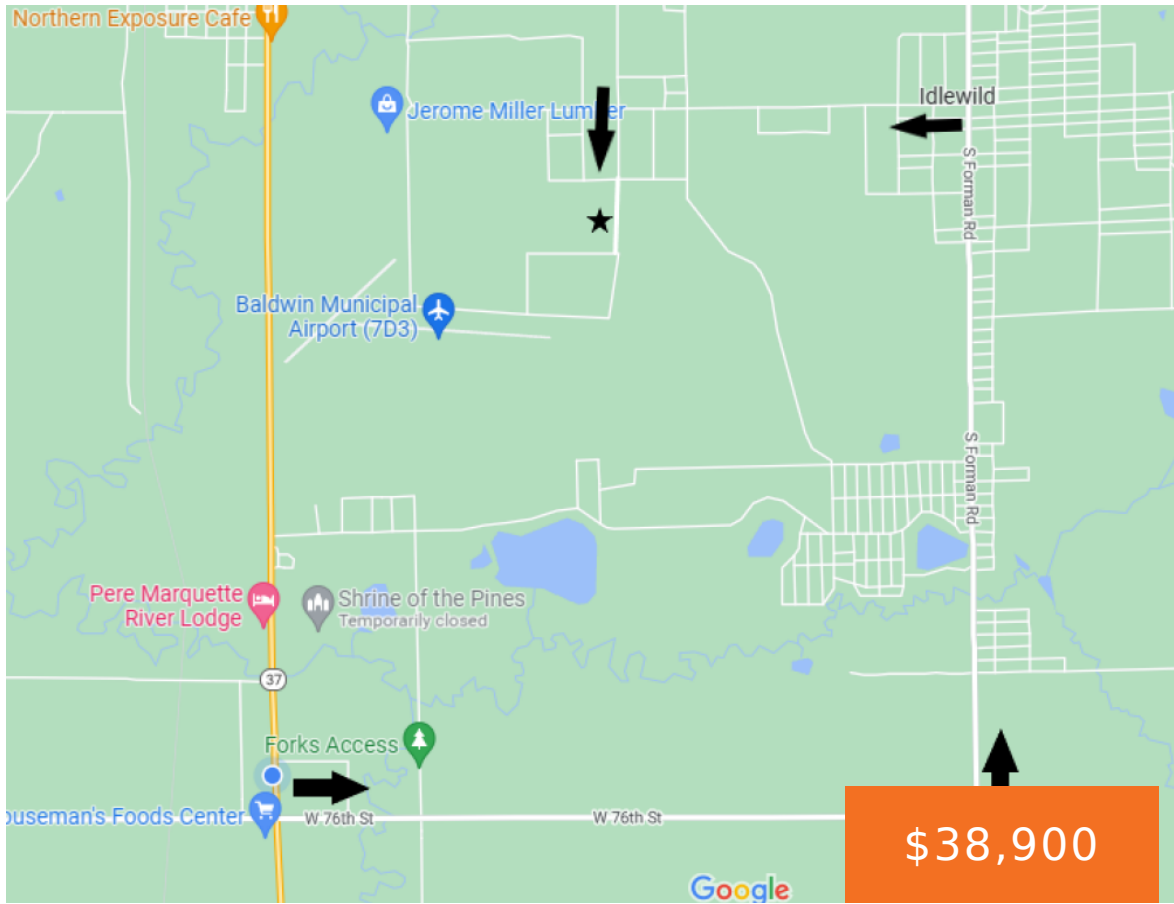 Northern Exposure Cafe
Jerome Miller Lumber
Idlewild
S Forman Rd
Baldwin Municipal
Airport (7D3)
S Forman Rd
Pere Marquette
River Lodge
Shrine of the Pines
Temporarily closed
37
Forks Access
ouseman's Foods Center
W 76th St
W 76th St
$38,900
Google